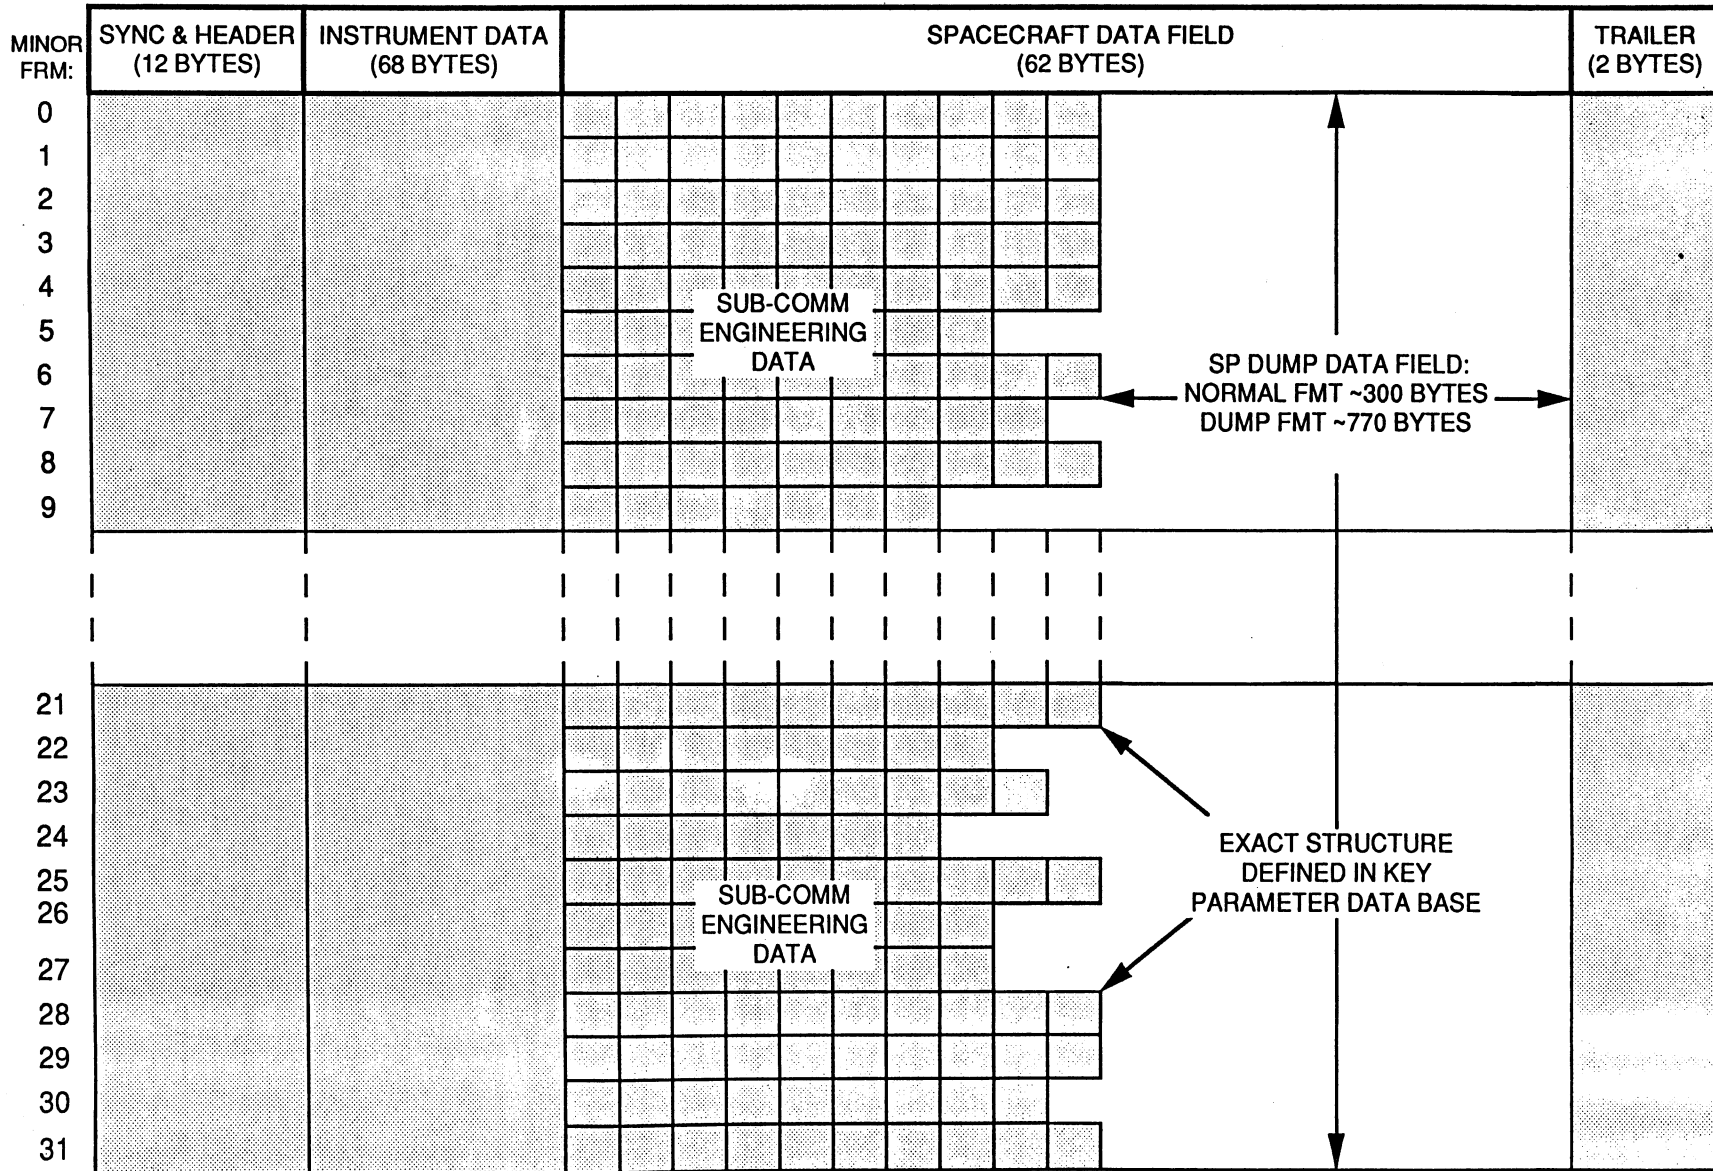 MINOR
FRM:
SYNC & HEADER
(12 BYTES)
INSTRUMENT DATA
(68 BYTES)
SPACECRAFT DATA FIELD
(62 BYTES)
TRAILER
(2 BYTES)
0
1
2
3
4
5
6
7
8
9
SUB-COMM
ENGINEERING
DATA
SP DUMP DATA FIELD:
NORMAL FMT ~300 BYTES
DUMP FMT ~770 BYTES
21
22
23
24
25
26
27
28
29
30
31
SUB-COMM
ENGINEERING
DATA
EXACT STRUCTURE
DEFINED IN KEY
PARAMETER DATA BASE